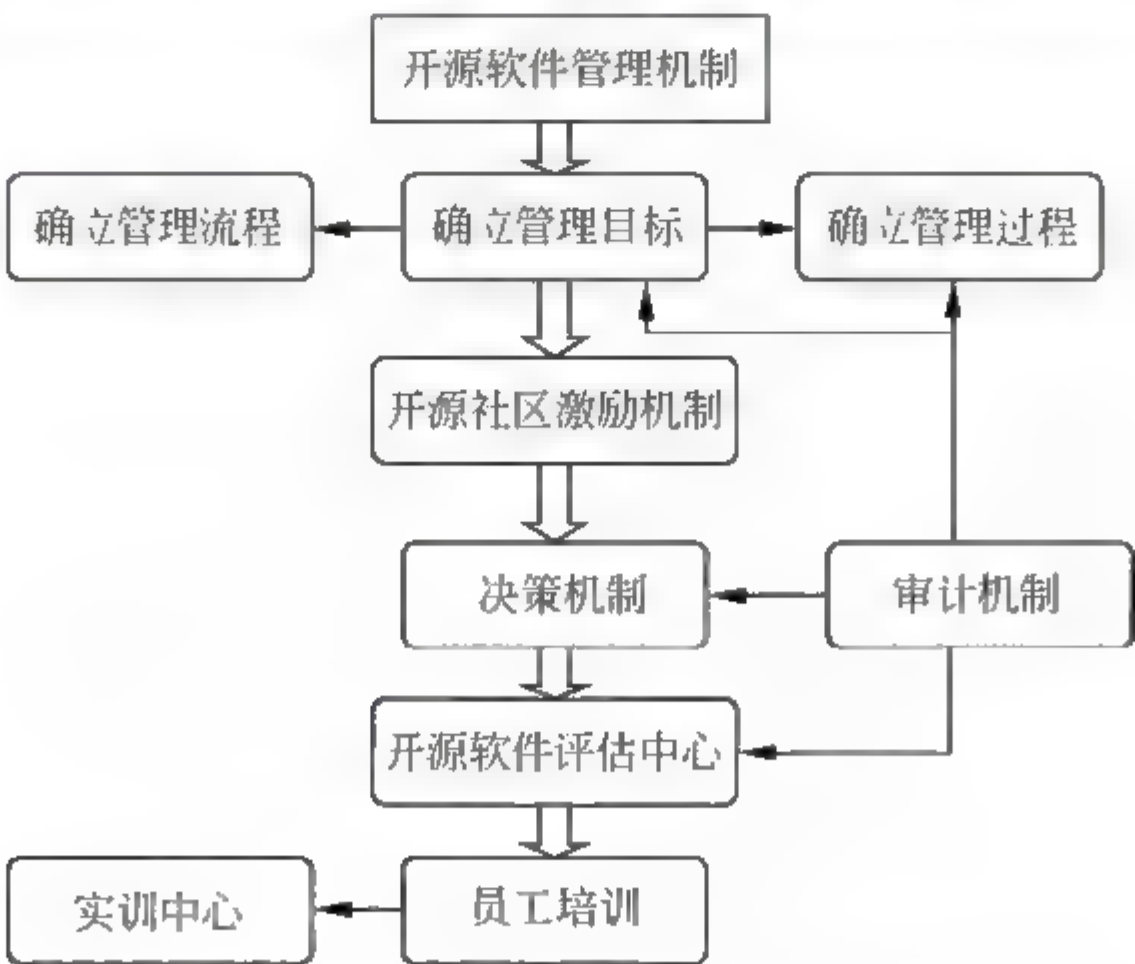 开源软件管理机制
确立管理流程
确立管理目标
确立管理过程
开源社区激励机制
决策机制
审计机制
开源软件评估中心
实训中心
员工培训